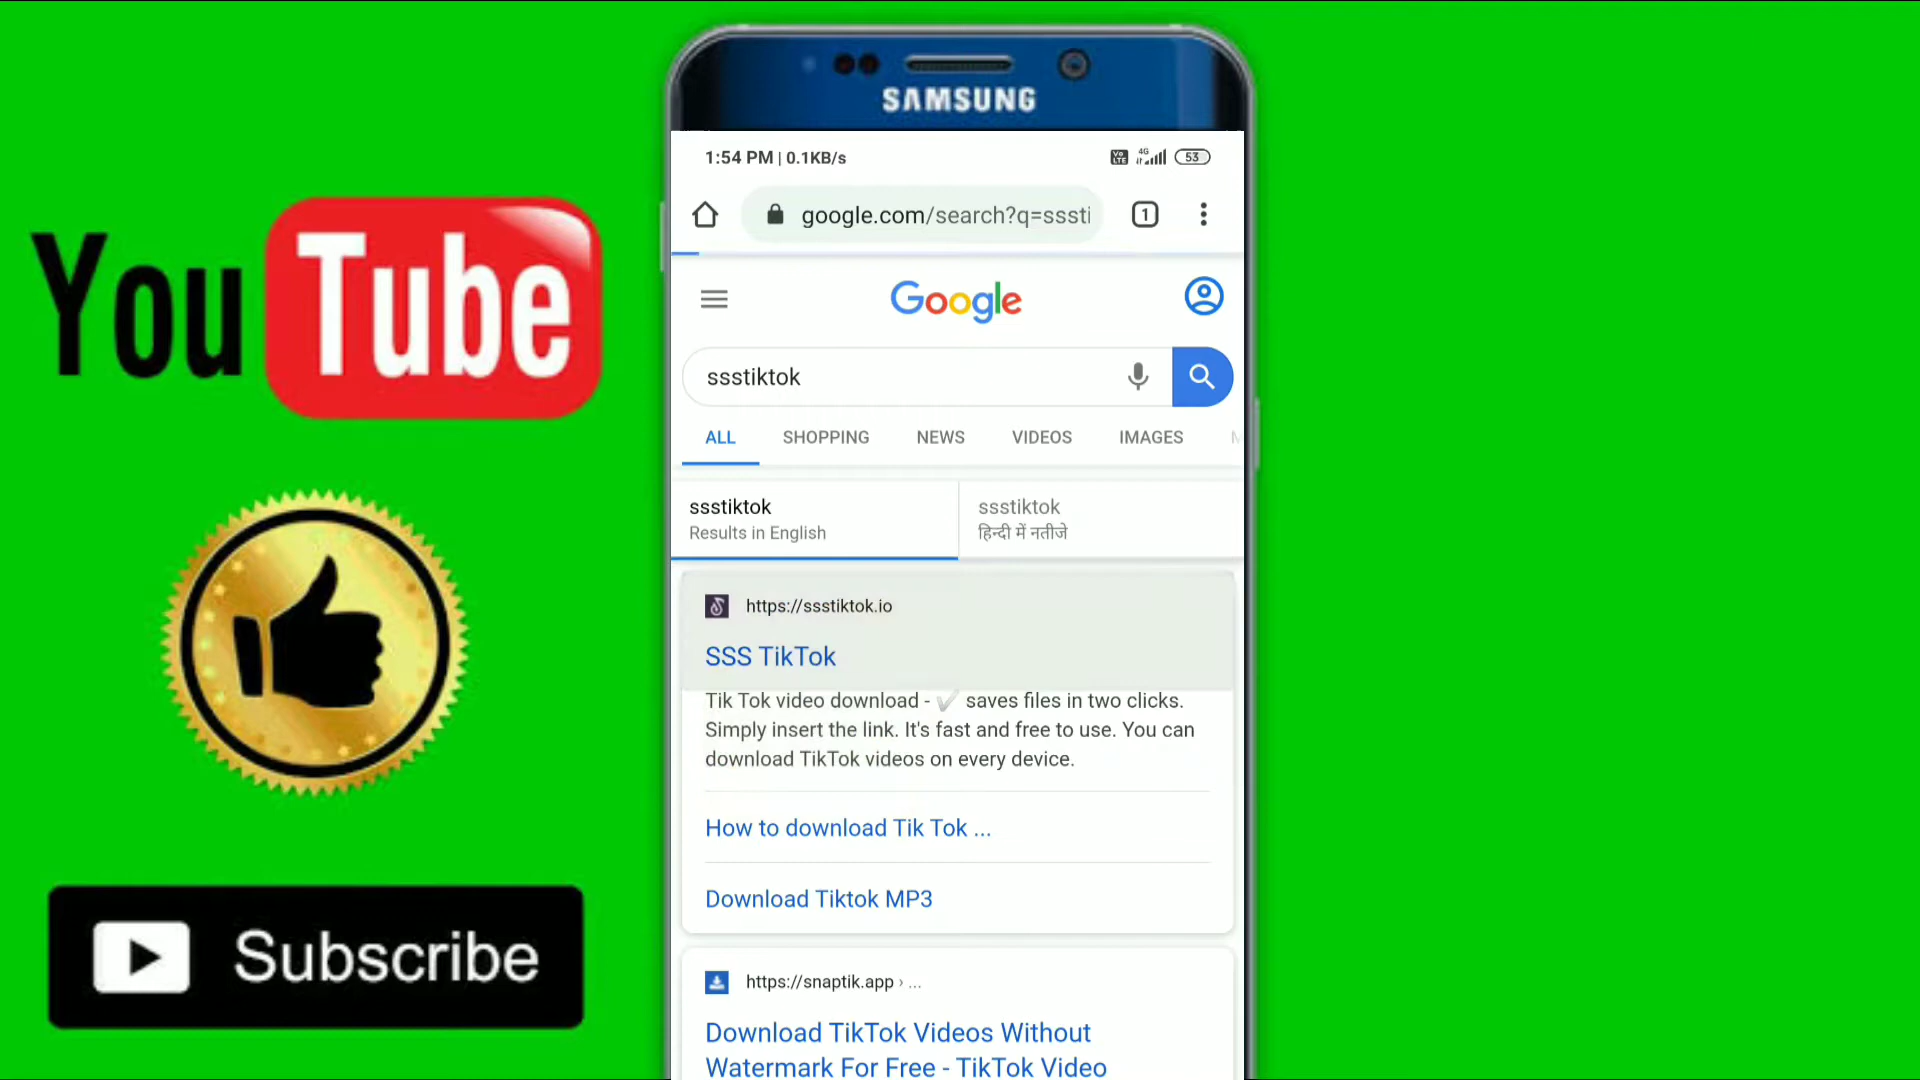 YouTube
Subscribe
SAMSUNG
1:54 PM | 0.1KB/s
Vo LTE 4G 53
google.com/search?q=sssti
1
Google
ssstiktok
ALL SHOPPING NEWS VIDEOS IMAGES
ssstiktok
Results in English
ssstiktok
हिन्दी में नतीजे
https://ssstiktok.io
SSS TikTok
Tik Tok video download - ✓ saves files in two clicks.
Simply insert the link. It's fast and free to use. You can
download TikTok videos on every device.
How to download Tik Tok ...
Download Tiktok MP3
https://snaptik.app › ...
Download TikTok Videos Without
Watermark For Free - TikTok Video